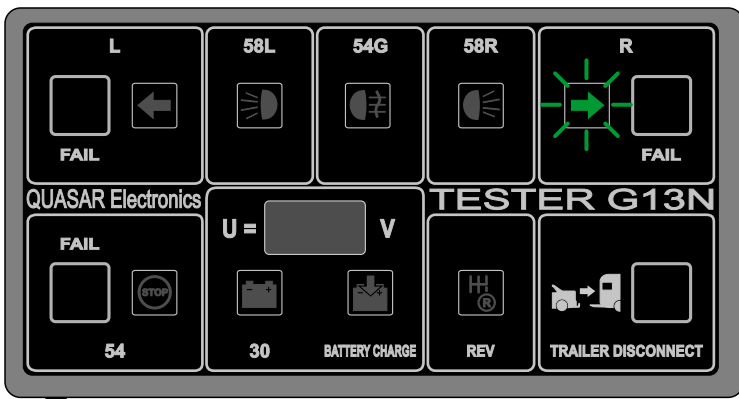 L
58L
54G
58R
R
FAIL
FAIL
QUASAR Electronics
TESTER G13N
FAIL
U =
V
STOP
R
54
30
BATTERY CHARGE
REV
TRAILER DISCONNECT